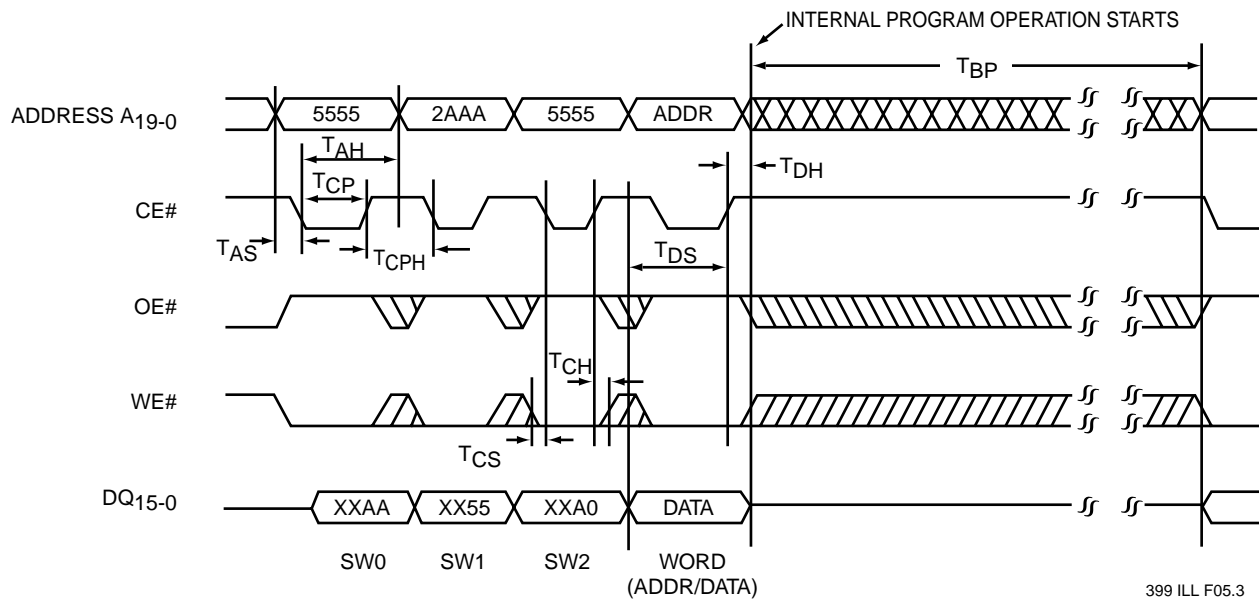 INTERNAL PROGRAM OPERATION STARTS
TBP
ADDRESS A19-0
5555
2AAA
5555
ADDR
TAH
TDH
TCP
CE#
TAS
TCPH
TDS
OE#
TCH
WE#
TCS
DQ15-0
XXAA
XX55
XXA0
DATA
SW0
SW1
SW2
WORD
(ADDR/DATA)
399 ILL F05.3